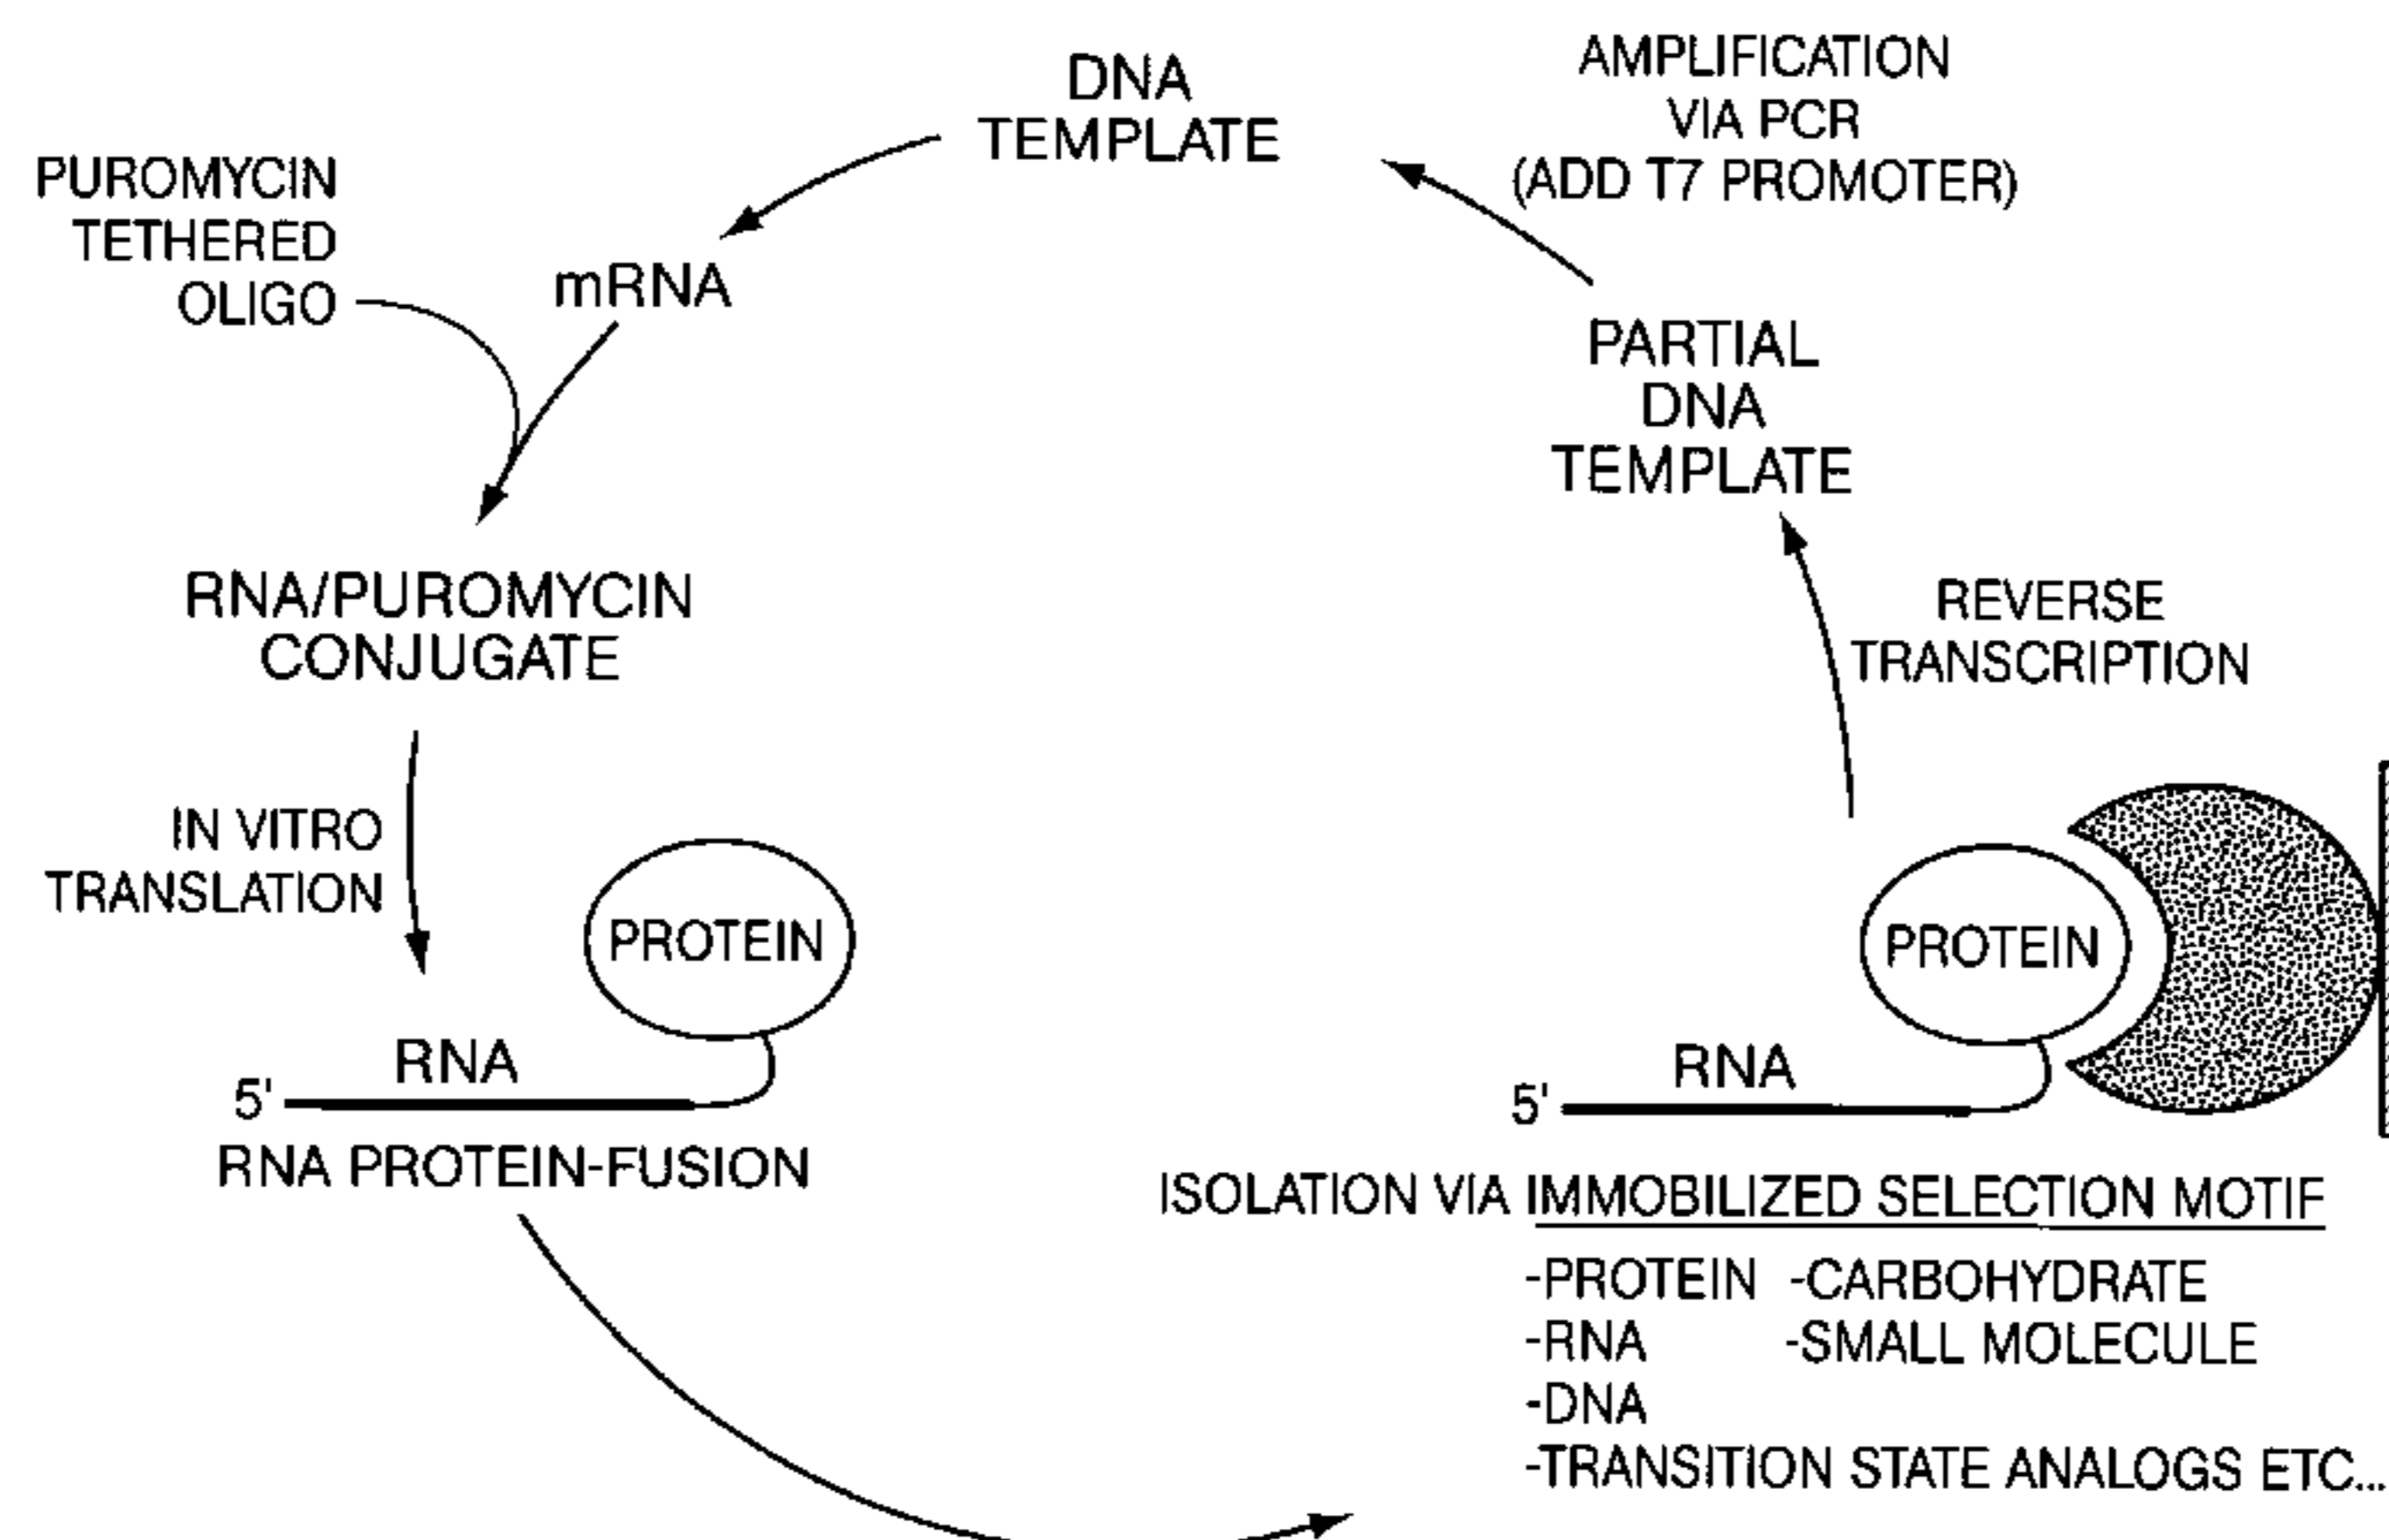 DNA
TEMPLATE
AMPLIFICATION
VIA PCR
(ADD T7 PROMOTER)
PUROMYCIN
TETHERED
OLIGO
mRNA
PARTIAL
DNA
TEMPLATE
RNA/PUROMYCIN
CONJUGATE
REVERSE
TRANSCRIPTION
IN VITRO
TRANSLATION
PROTEIN
RNA
5'
RNA PROTEIN-FUSION
PROTEIN
RNA
5'
ISOLATION VIA IMMOBILIZED SELECTION MOTIF
-PROTEIN -CARBOHYDRATE
-RNA -SMALL MOLECULE
-DNA
-TRANSITION STATE ANALOGS ETC...